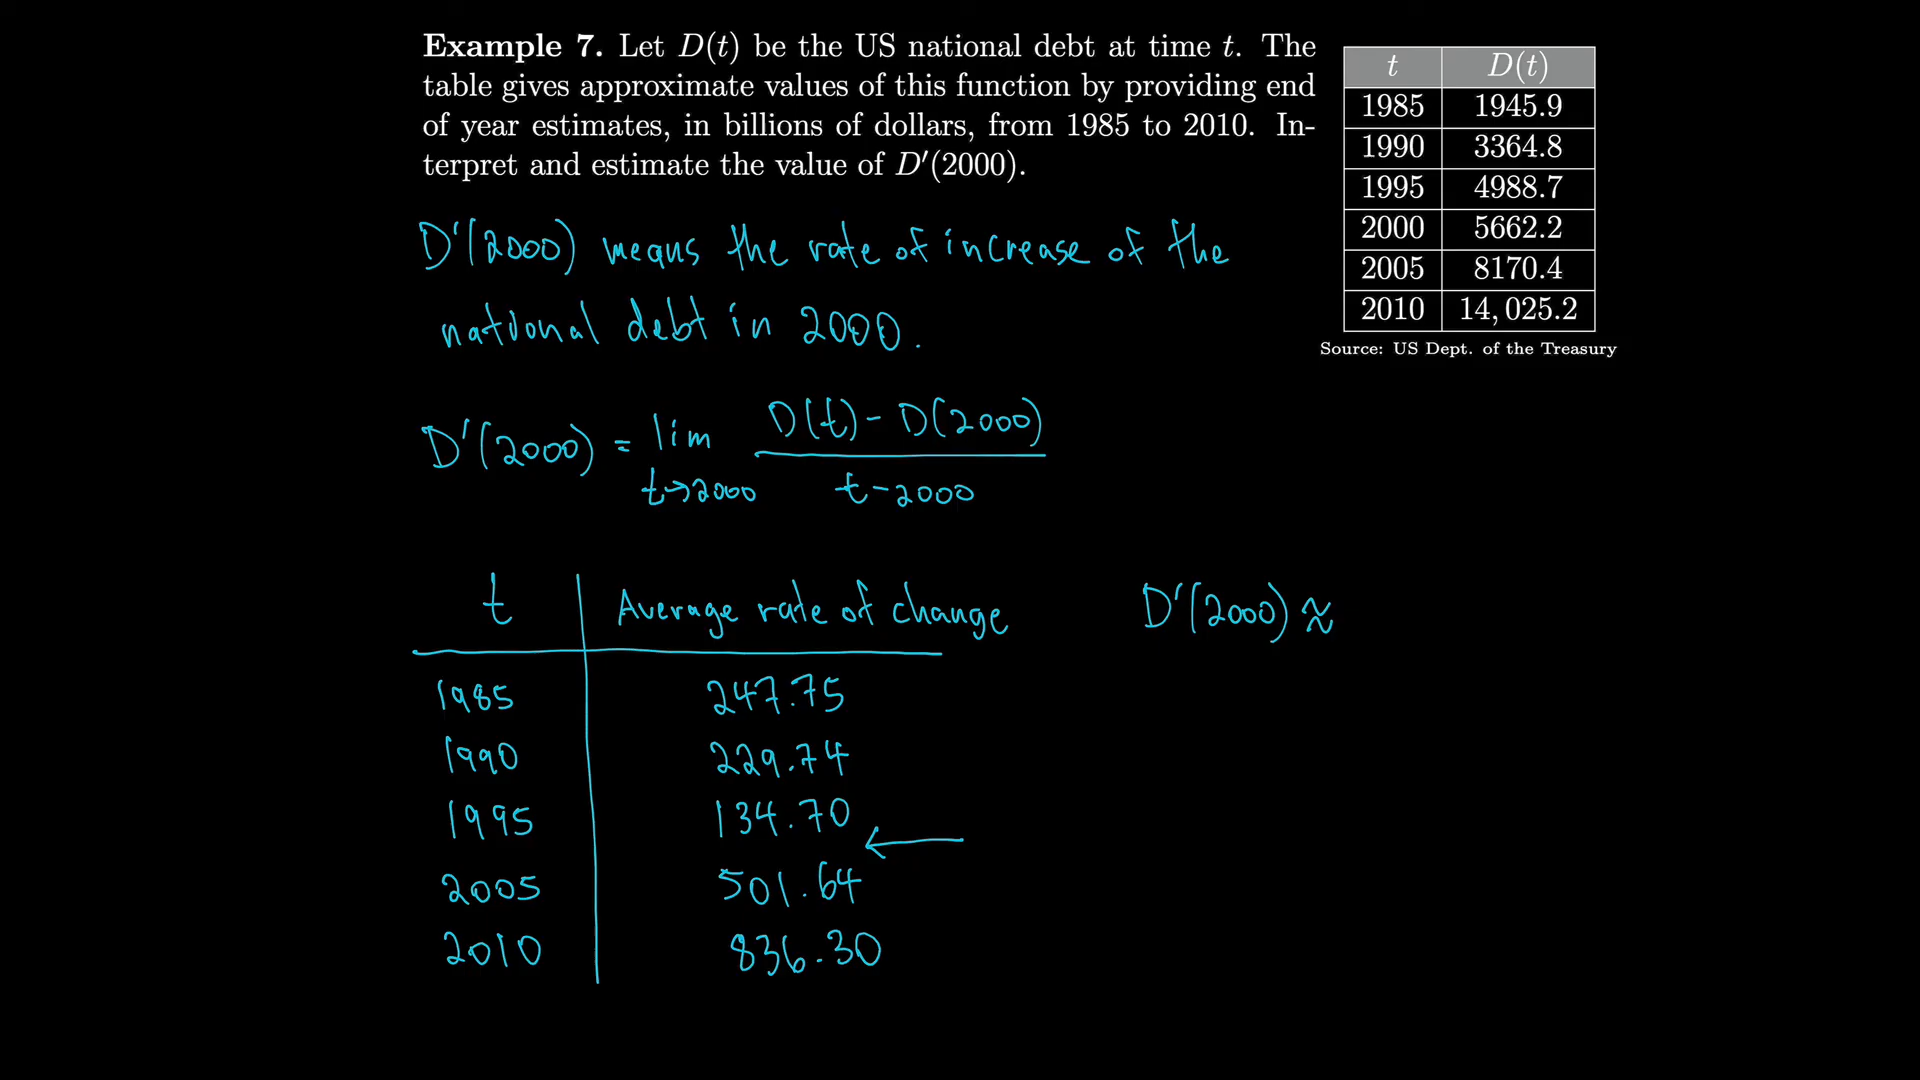 Example 7. Let D(t) be the US national debt at time t. The
table gives approximate values of this function by providing end
of year estimates, in billions of dollars, from 1985 to 2010. In-
terpret and estimate the value of D′(2000).
t D(t)
1985 1945.9
1990 3364.8
1995 4988.7
2000 5662.2
2005 8170.4
2010 14,025.2
Source: US Dept. of the Treasury
D'(2000) means the rate of increase of the
national debt in 2000.
D'(2000) = lim D(t) - D(2000)
t→2000 t-2000
t Average rate of change
1985 247.75
1990 229.74
1995 134.70
2005 501.64
2010 836.30
D'(2000) ≈